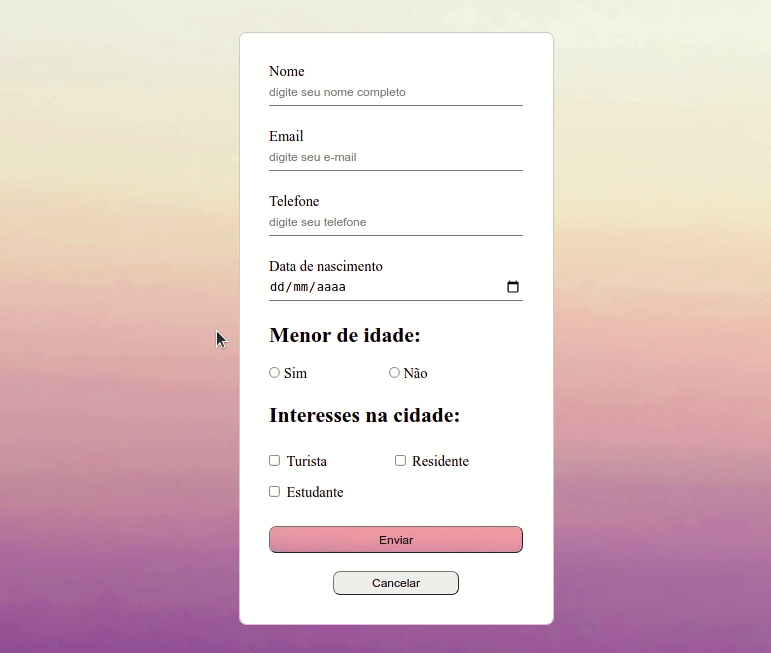 Nome
digite seu nome completo
Email
digite seu e-mail
Telefone
digite seu telefone
Data de nascimento
dd/mm/aaaa
Menor de idade:
Sim Não
Interesses na cidade:
Turista Residente
Estudante
Enviar
Cancelar